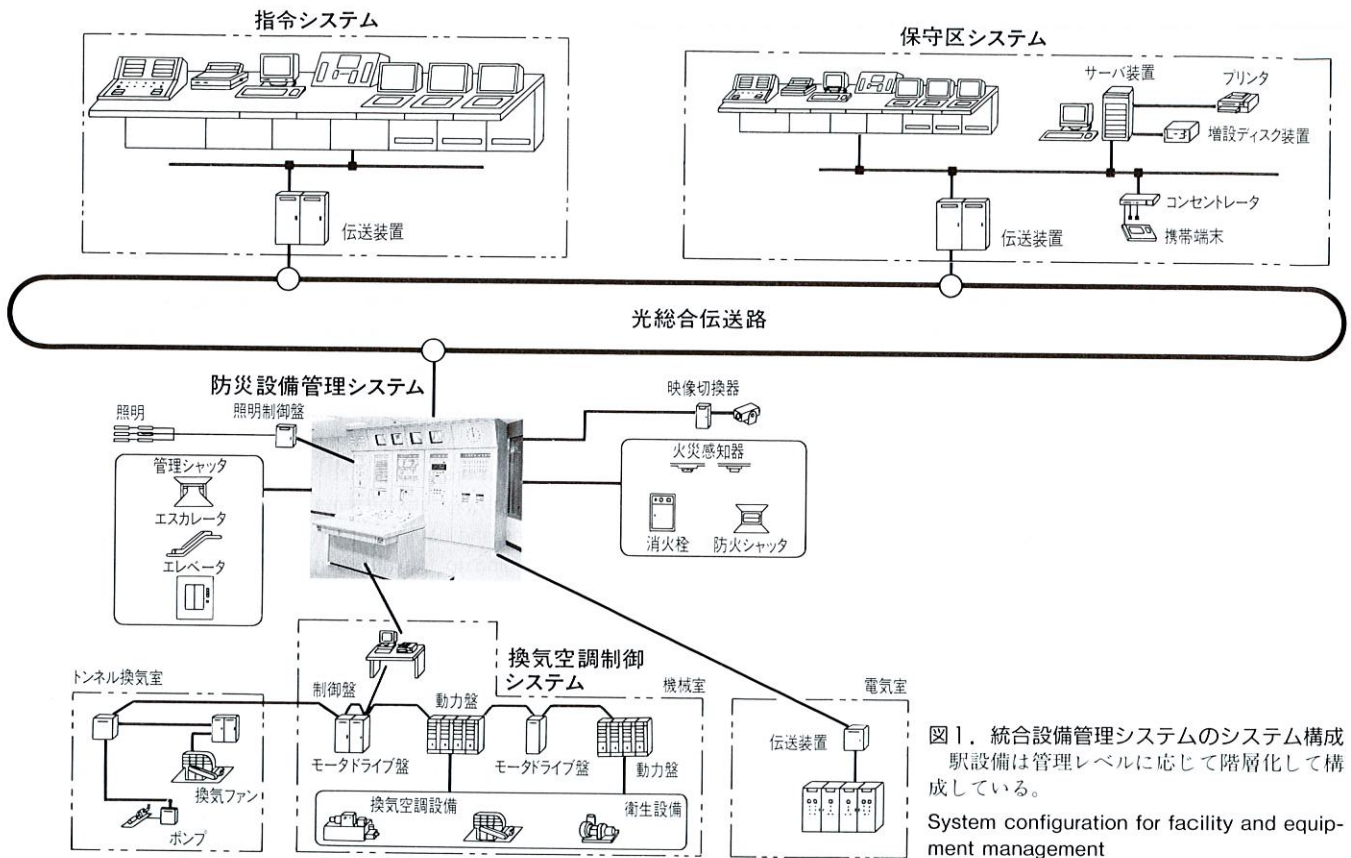 指令システム
伝送装置
保守区システム
サーバ装置
プリンタ
増設ディスク装置
コンセントレータ
携帯端末
伝送装置
光総合伝送路
防災設備管理システム
照明
照明制御盤
管理シャッタ
エスカレータ
エレベータ
映像切換器
火災感知器
消火栓
防火シャッタ
換気空調制御
システム
トンネル換気室
換気ファン
ポンプ
機械室
制御盤
動力盤
モータドライブ盤
モータドライブ盤
動力盤
換気空調設備
衛生設備
電気室
伝送装置
図1．統合設備管理システムのシステム構成
駅設備は管理レベルに応じて階層化して構
成している。
System configuration for facility and equip-
ment management